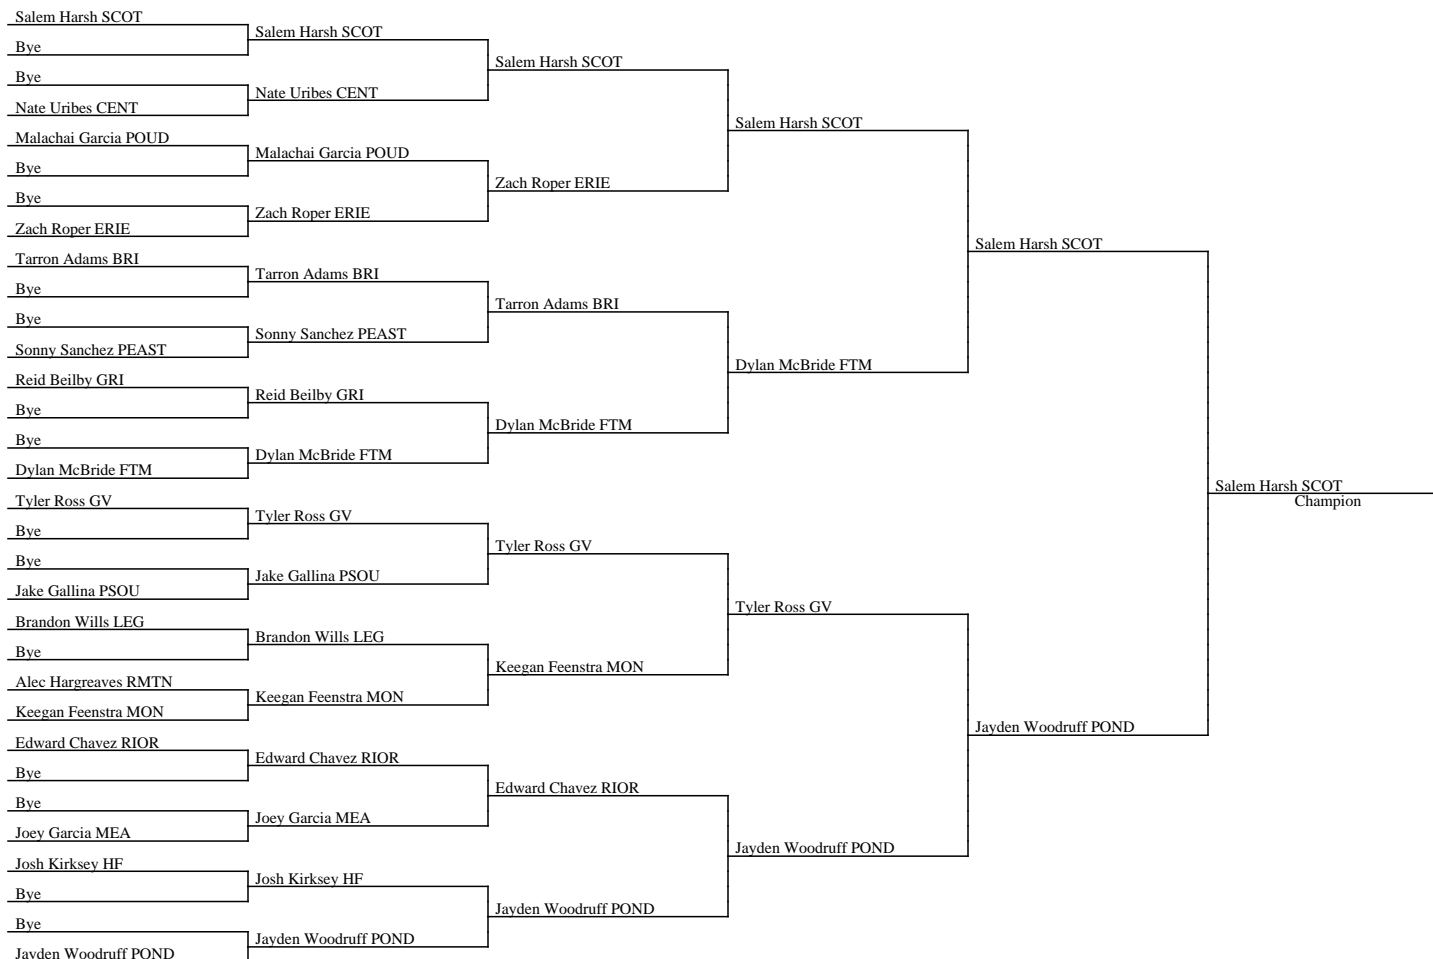 Salem Harsh SCOT
Bye
Bye
Nate Uribes CENT
Malachai Garcia POUD
Bye
Bye
Zach Roper ERIE
Tarron Adams BRI
Bye
Bye
Sonny Sanchez PEAST
Reid Beilby GRI
Bye
Bye
Dylan McBride FTM
Tyler Ross GV
Bye
Bye
Jake Gallina PSOU
Brandon Wills LEG
Bye
Alec Hargreaves RMTN
Keegan Feenstra MON
Edward Chavez RIOR
Bye
Bye
Joey Garcia MEA
Josh Kirksey HF
Bye
Bye
Jayden Woodruff POND
Salem Harsh SCOT
Nate Uribes CENT
Malachai Garcia POUD
Zach Roper ERIE
Tarron Adams BRI
Sonny Sanchez PEAST
Reid Beilby GRI
Dylan McBride FTM
Tyler Ross GV
Jake Gallina PSOU
Brandon Wills LEG
Keegan Feenstra MON
Edward Chavez RIOR
Joey Garcia MEA
Josh Kirksey HF
Jayden Woodruff POND
Salem Harsh SCOT
Zach Roper ERIE
Tarron Adams BRI
Dylan McBride FTM
Tyler Ross GV
Keegan Feenstra MON
Edward Chavez RIOR
Jayden Woodruff POND
Salem Harsh SCOT
Dylan McBride FTM
Tyler Ross GV
Jayden Woodruff POND
Salem Harsh SCOT
Jayden Woodruff POND
Salem Harsh SCOT
Champion